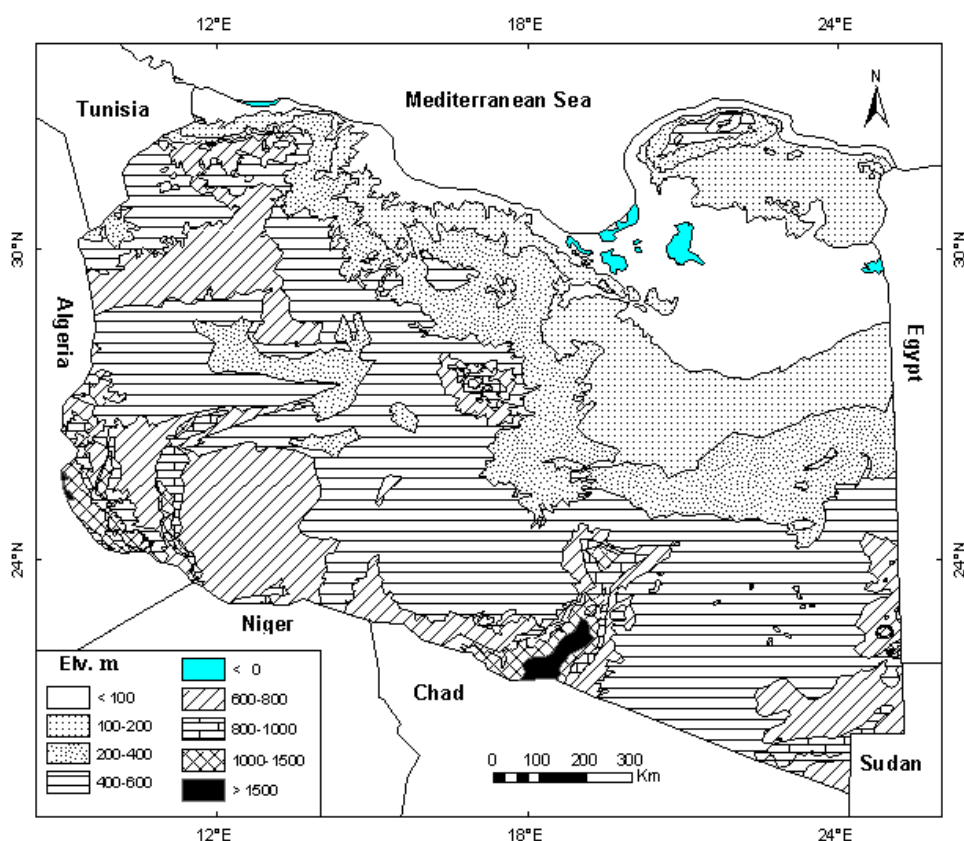 12°E 18°E 24°E
N
Tunisia
Mediterranean Sea
30°N
30°N
Algeria
Egypt
24°N
24°N
Niger
Chad
Sudan
Elv. m
< 100
100-200
200-400
400-600
< 0
600-800
800-1000
1000-1500
> 1500
0 100 200 300
Km
12°E 18°E 24°E